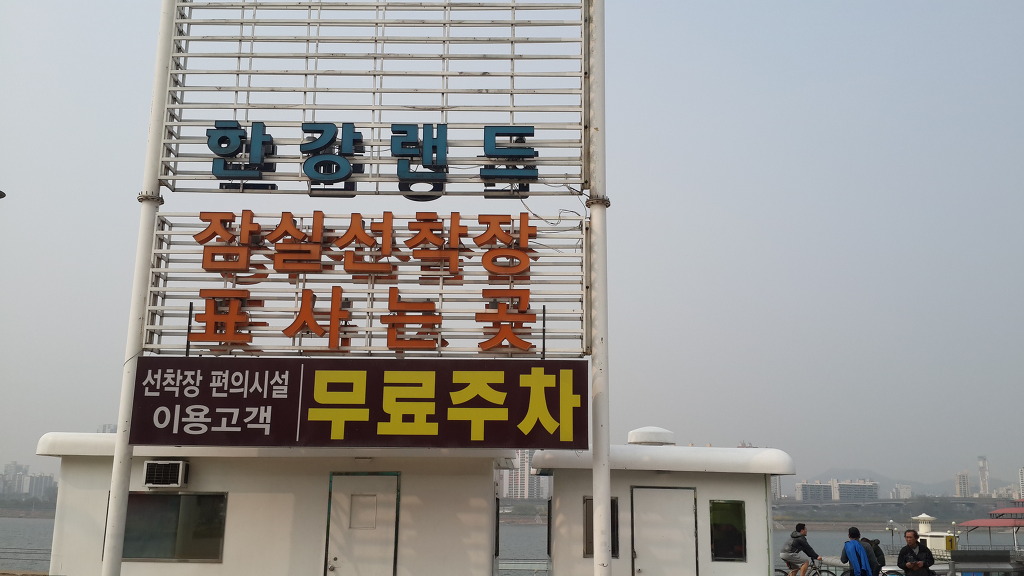 한강랜드
잠실선착장
표사는곳
선착장 편의시설
이용고객
무료주차